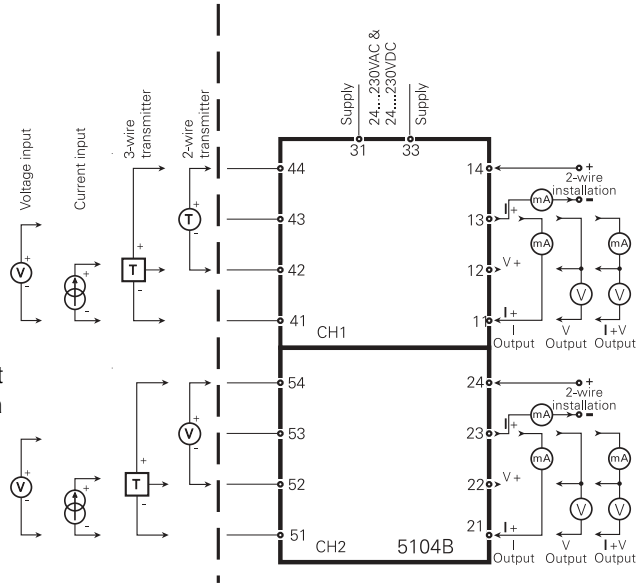 Supply
24....230VAC &
24....230VDC
Supply
Voltage input
Current input
3-wire
transmitter
2-wire
transmitter
31
33
44
14
+
2-wire
installation
-
mA
I +
43
13
T
mA
mA
+
-
V
+
-
+
T
+
-
42
12
V +
V
V
41
11
I +
CH1
I
Output
V
Output
I +V
Output
t
n
54
24
+
2-wire
installation
-
mA
I +
53
23
V
mA
mA
+
-
V
+
-
+
T
+
-
52
22
V +
V
V
51
21
I +
CH2
5104B
I
Output
V
Output
I +V
Output